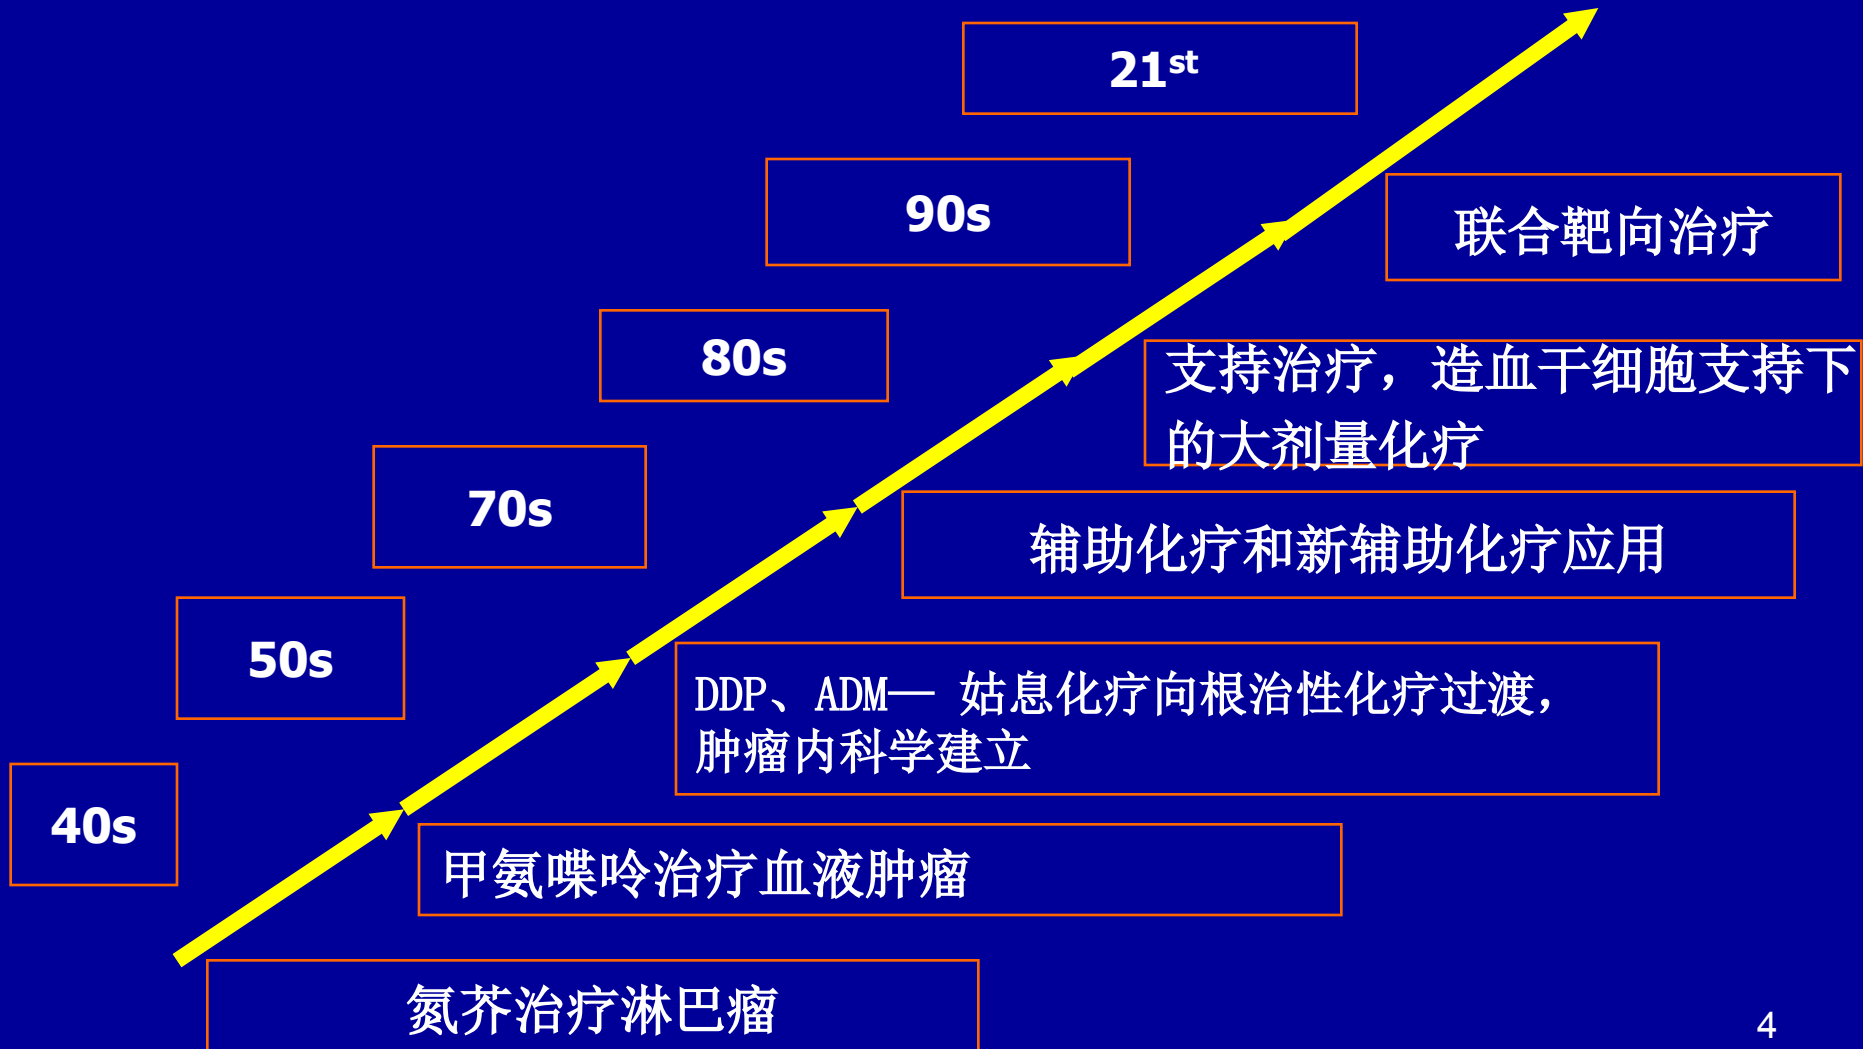 21st
90s
联合靶向治疗
80s
支持治疗，造血干细胞支持下
的大剂量化疗
70s
辅助化疗和新辅助化疗应用
50s
DDP、ADM— 姑息化疗向根治性化疗过渡，
肿瘤内科学建立
40s
甲氨喋呤治疗血液肿瘤
氮芥治疗淋巴瘤
4